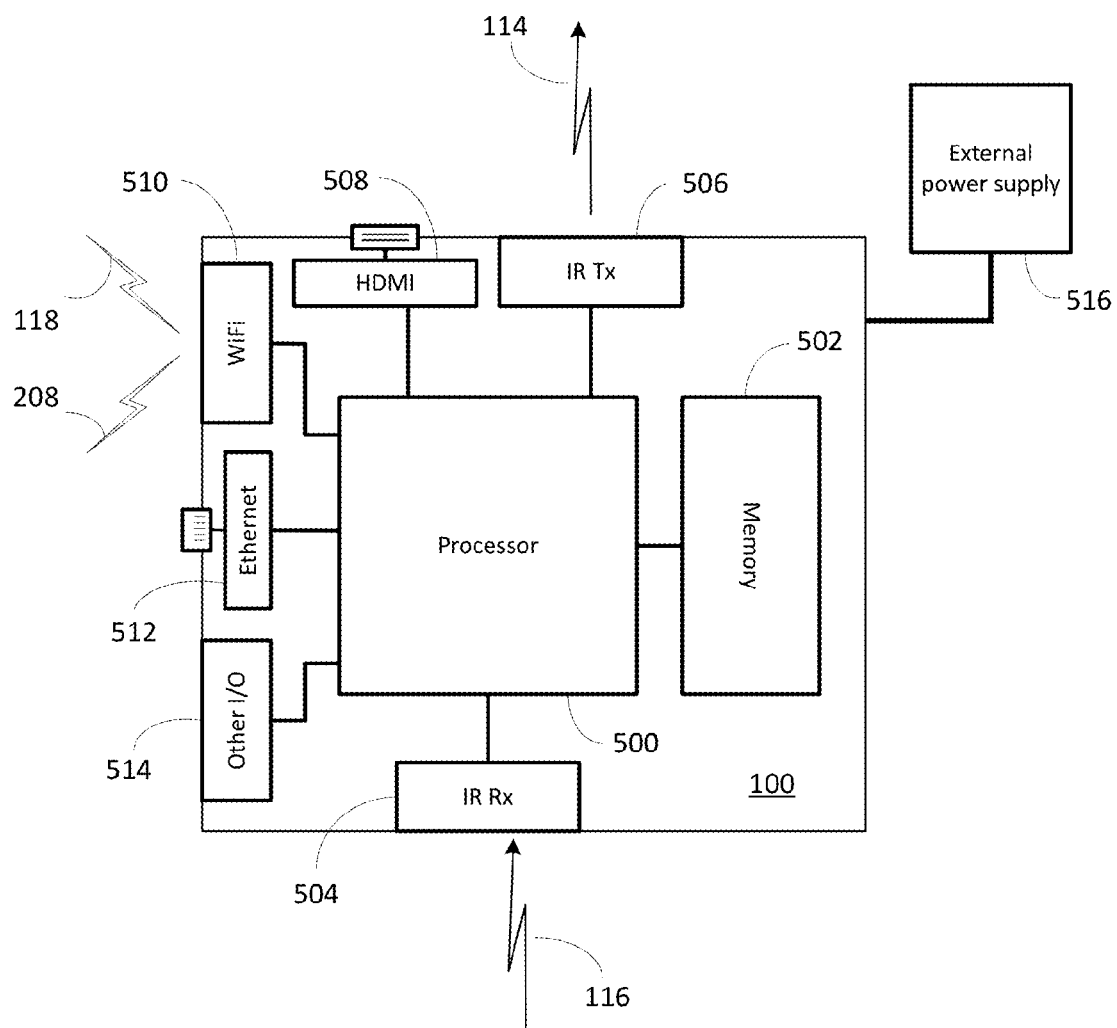 114
External
power supply
510
508
506
HDMI
IR Tx
118
516
WiFi
502
208
Ethernet
Processor
Memory
512
Other I/O
500
514
IR Rx
100
504
116